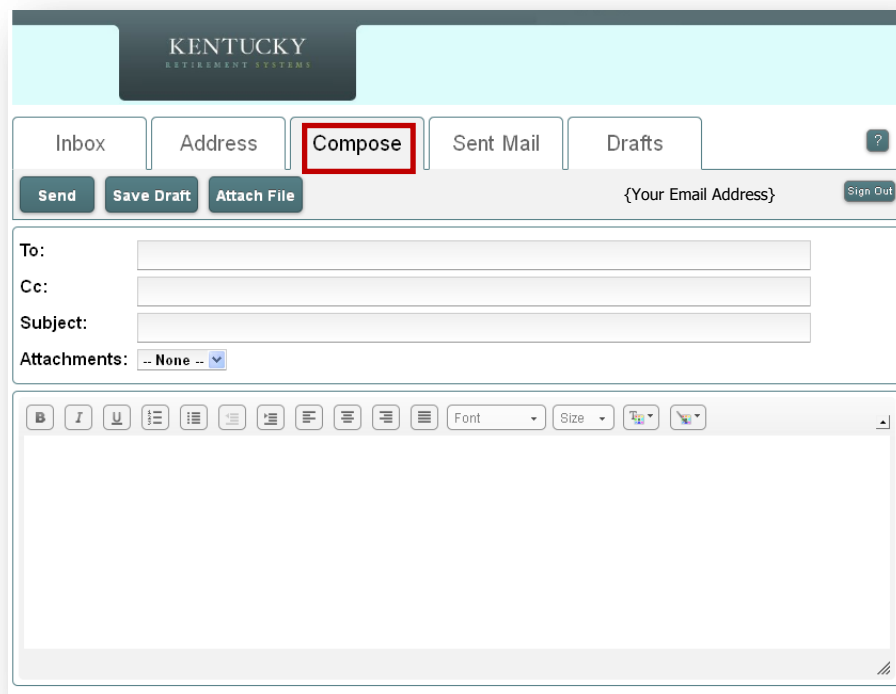 KENTUCKY
RETIREMENT SYSTEMS
Inbox Address Compose Sent Mail Drafts ?
Send Save Draft Attach File {Your Email Address} Sign Out
To:
Cc:
Subject:
Attachments: -- None --
B I U Font Size